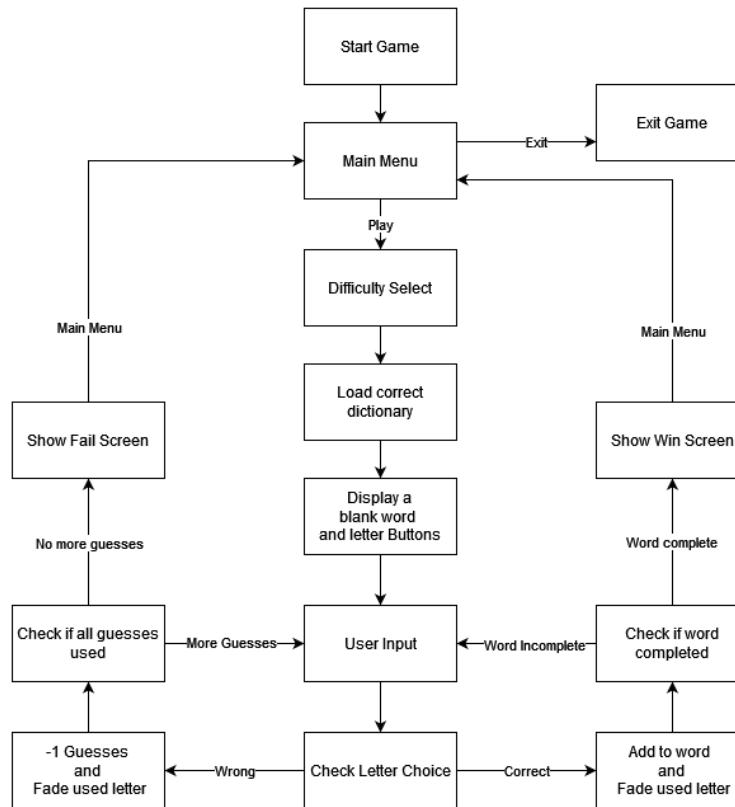 Start Game
Exit Game
Main Menu
Exit
Play
Difficulty Select
Main Menu
Main Menu
Load correct
dictionary
Show Fail Screen
Show Win Screen
Display a
blank word
and letter Buttons
No more guesses
Word complete
Check if all guesses
used
More Guesses
User Input
Word Incomplete
Check if word
completed
-1 Guesses
and
Fade used letter
Wrong
Check Letter Choice
Correct
Add to word
and
Fade used letter